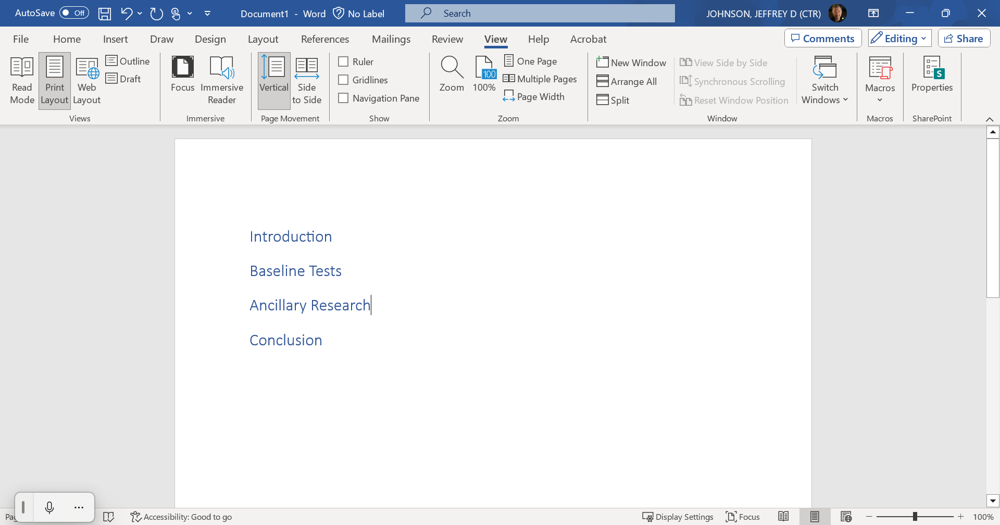 AutoSave Off Document1 - Word No Label Search JOHNSON, JEFFREY D (CTR)
File Home Insert Draw Design Layout References Mailings Review View Help Acrobat Comments Editing Share
Read Mode
Print Layout
Web Layout
Outline
Draft
Views
Focus
Immersive Reader
Immersive
Vertical
Side to Side
Page Movement
Ruler
Gridlines
Navigation Pane
Show
Zoom
100
100%
One Page
Multiple Pages
Page Width
Zoom
New Window
Arrange All
Split
View Side by Side
Synchronous Scrolling
Reset Window Position
Switch Windows
Window
Macros
Macros
S
Properties
SharePoint
Introduction
Baseline Tests
Ancillary Research
Conclusion
Accessibility: Good to go Display Settings Focus 100%